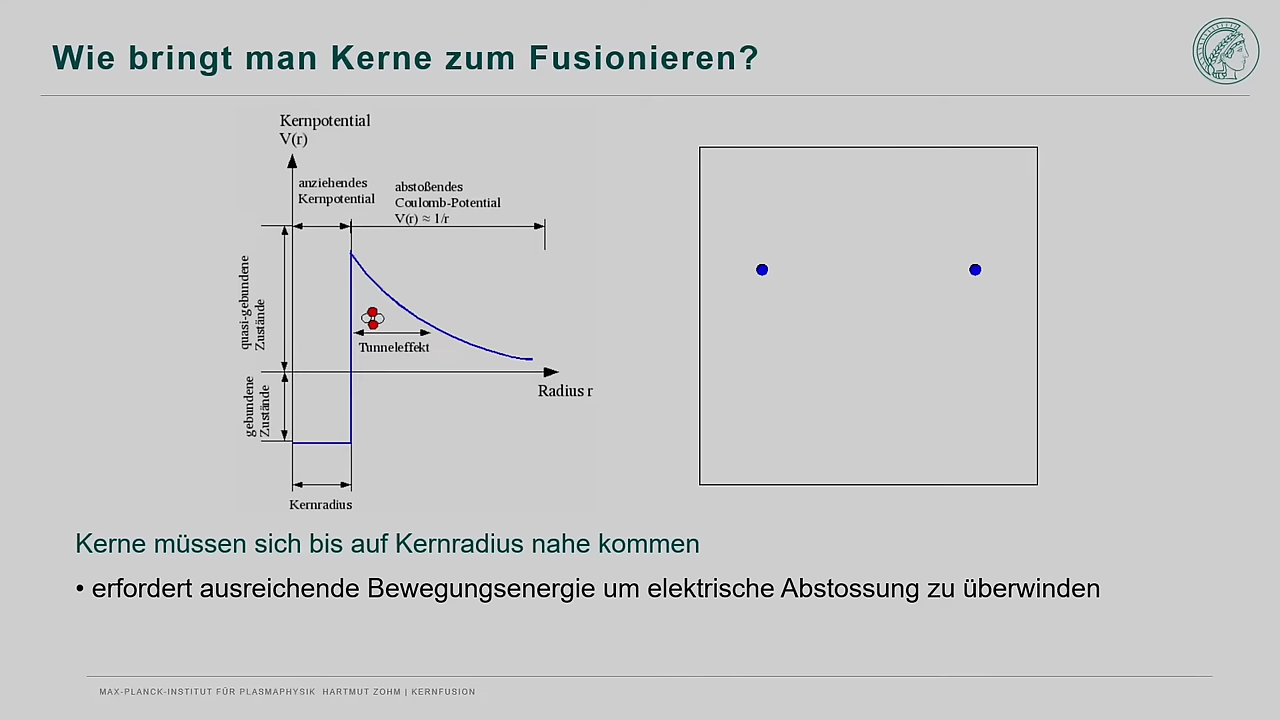 Wie bringt man Kerne zum Fusionieren?
Kernpotential
V(r)
anziehendes
Kernpotential
abstoßendes
Coulomb-Potential
V(r) ≈ 1/r
quasi-gebundene
Zustände
Tunneleffekt
Radius r
gebundene
Zustände
Kernradius
Kerne müssen sich bis auf Kernradius nahe kommen
• erfordert ausreichende Bewegungsenergie um elektrische Abstossung zu überwinden
MAX-PLANCK-INSTITUT FÜR PLASMAPHYSIK HARTMUT ZOHM | KERNFUSION